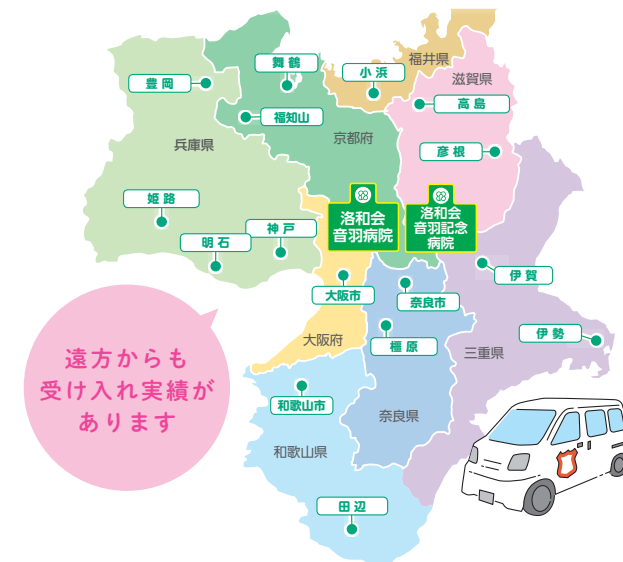 福井県
舞鶴
小浜
滋賀県
豊岡
高島
福知山
京都府
兵庫県
彦根
姫路
洛和会
音羽病院
洛和会
音羽記念
病院
神戸
明石
伊賀
大阪市
奈良市
伊勢
大阪府
橿原
三重県
遠方からも
受け入れ実績が
あります
和歌山市
奈良県
和歌山県
田辺